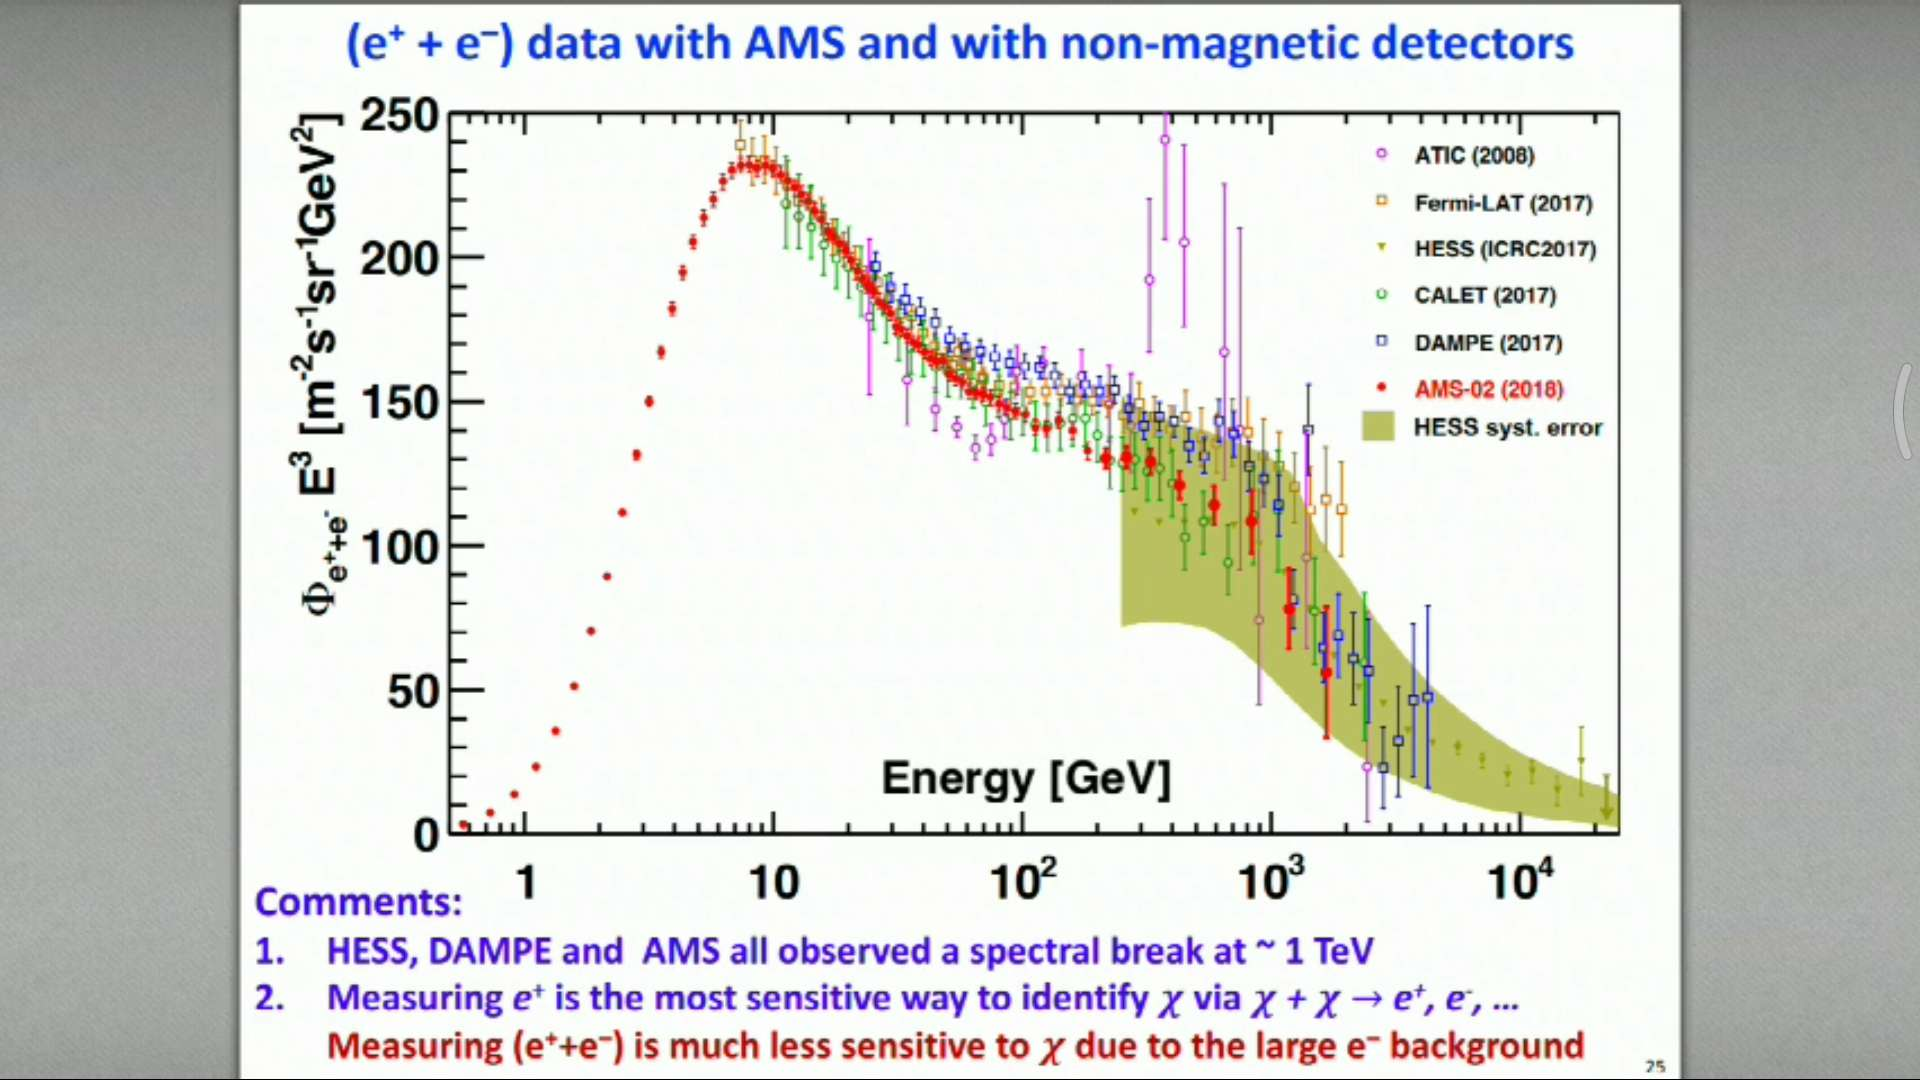 (e⁺ + e⁻) data with AMS and with non-magnetic detectors
Φe⁺+e⁻ E³ [m⁻²s⁻¹sr⁻¹GeV²]
250
200
150
100
50
0
ATIC (2008)
Fermi-LAT (2017)
HESS (ICRC2017)
CALET (2017)
DAMPE (2017)
AMS-02 (2018)
HESS syst. error
Energy [GeV]
1 10 10² 10³ 10⁴
Comments:
1. HESS, DAMPE and AMS all observed a spectral break at ~ 1 TeV
2. Measuring e⁺ is the most sensitive way to identify χ via χ + χ → e⁺, e⁻, ...
Measuring (e⁺+e⁻) is much less sensitive to χ due to the large e⁻ background
25